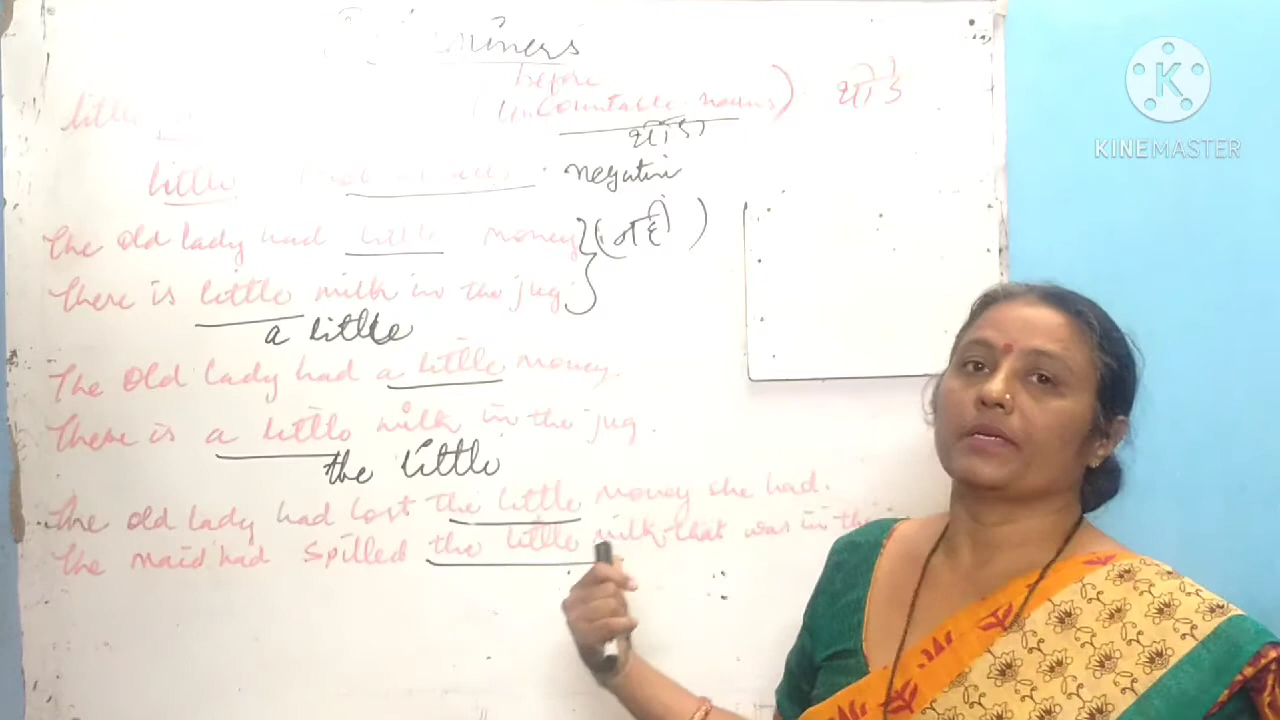 before
(Uncountable nouns) थोडे
little
थोडा
little negative
The old lady had little money } (नहीं)
There is little milk in the jug.
a little
The old lady had a little money.
There is a little milk in the jug.
the little
The old lady had lost the little money she had.
The maid had spilled the little milk that was in the
KINEMASTER